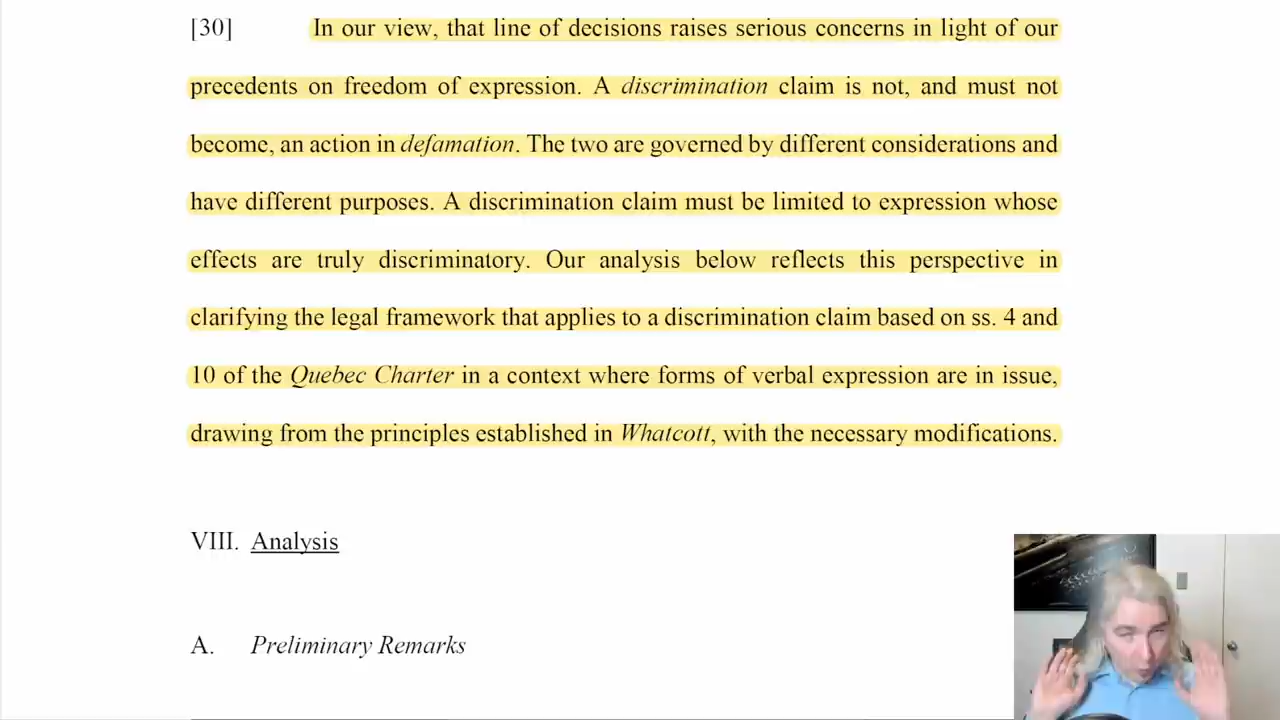 [30] In our view, that line of decisions raises serious concerns in light of our
precedents on freedom of expression. A discrimination claim is not, and must not
become, an action in defamation. The two are governed by different considerations and
have different purposes. A discrimination claim must be limited to expression whose
effects are truly discriminatory. Our analysis below reflects this perspective in
clarifying the legal framework that applies to a discrimination claim based on ss. 4 and
10 of the Quebec Charter in a context where forms of verbal expression are in issue,
drawing from the principles established in Whatcott, with the necessary modifications.
VIII. Analysis
A. Preliminary Remarks